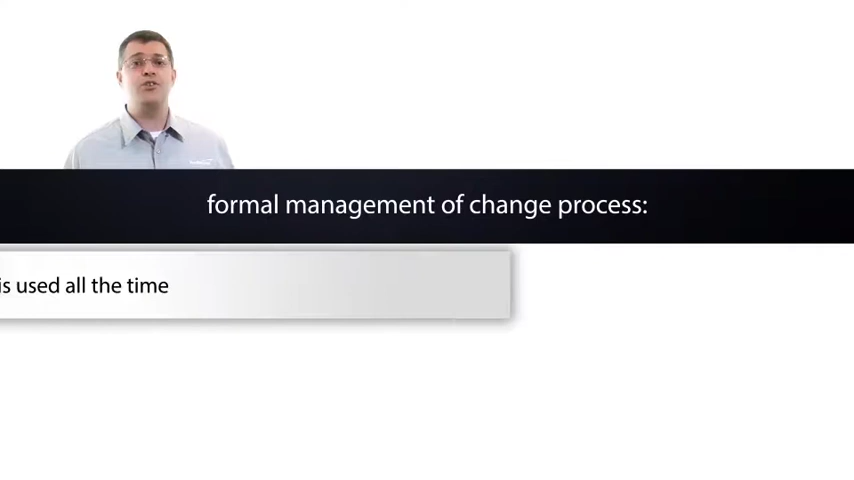 formal management of change process:
is used all the time